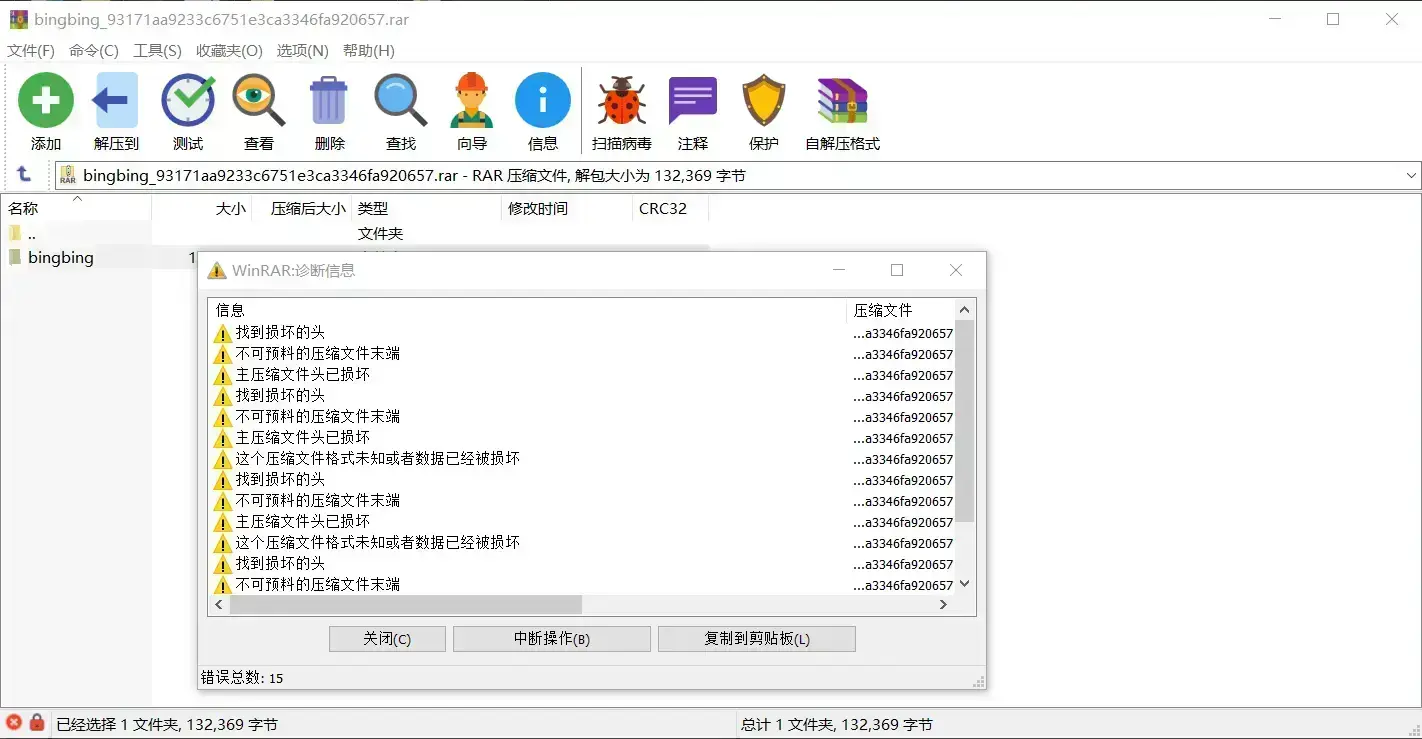 bingbing_93171aa9233c6751e3ca3346fa920657.rar
文件(F) 命令(C) 工具(S) 收藏夹(O) 选项(N) 帮助(H)
添加 解压到 测试 查看 删除 查找 向导 信息 扫描病毒 注释 保护 自解压格式
RAR bingbing_93171aa9233c6751e3ca3346fa920657.rar - RAR 压缩文件, 解包大小为 132,369 字节
名称 大小 压缩后大小 类型 修改时间 CRC32
.. 文件夹
bingbing 1
WinRAR:诊断信息
信息 压缩文件
找到损坏的头 ...a3346fa920657
不可预料的压缩文件末端 ...a3346fa920657
主压缩文件头已损坏 ...a3346fa920657
找到损坏的头 ...a3346fa920657
不可预料的压缩文件末端 ...a3346fa920657
主压缩文件头已损坏 ...a3346fa920657
这个压缩文件格式未知或者数据已经被损坏 ...a3346fa920657
找到损坏的头 ...a3346fa920657
不可预料的压缩文件末端 ...a3346fa920657
主压缩文件头已损坏 ...a3346fa920657
这个压缩文件格式未知或者数据已经被损坏 ...a3346fa920657
找到损坏的头 ...a3346fa920657
不可预料的压缩文件末端 ...a3346fa920657
关闭(C) 中断操作(B) 复制到剪贴板(L)
错误总数: 15
已经选择 1 文件夹, 132,369 字节 总计 1 文件夹, 132,369 字节